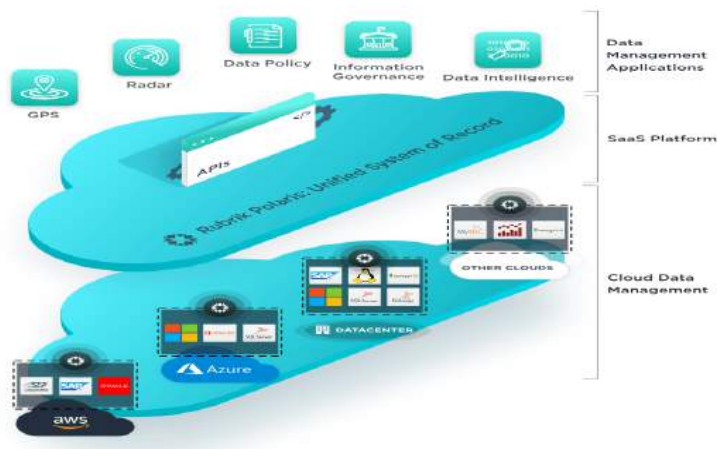 Data Policy
Information
Governance
Data Intelligence
Radar
GPS
Data
Management
Applications
</>
APIs
SaaS Platform
Rubrik Polaris: Unified System of Record
MySQL
OTHER CLOUDS
SAP
SQL Server
DATACENTER
SQL Server
Azure
SAP
ORACLE
aws
Cloud Data
Management